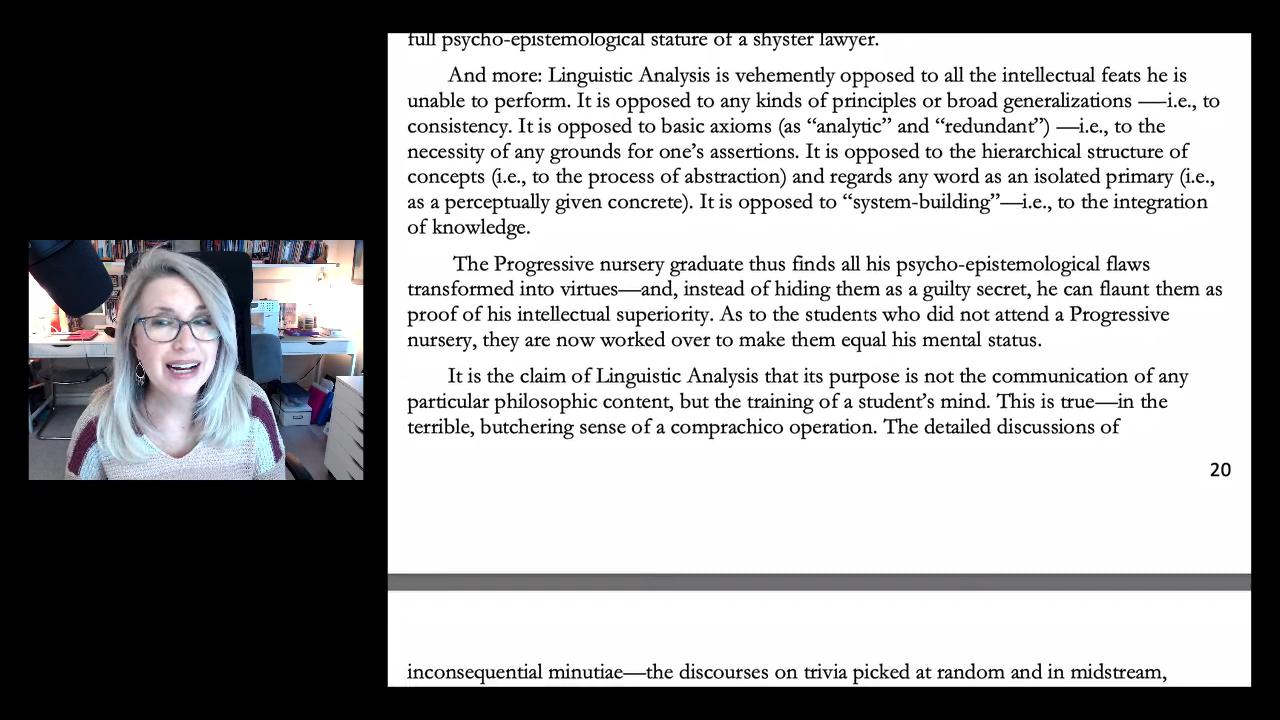 full psycho-epistemological stature of a shyster lawyer.
And more: Linguistic Analysis is vehemently opposed to all the intellectual feats he is
unable to perform. It is opposed to any kinds of principles or broad generalizations —–i.e., to
consistency. It is opposed to basic axioms (as “analytic” and “redundant”) —i.e., to the
necessity of any grounds for one’s assertions. It is opposed to the hierarchical structure of
concepts (i.e., to the process of abstraction) and regards any word as an isolated primary (i.e.,
as a perceptually given concrete). It is opposed to “system-building”—i.e., to the integration
of knowledge.
The Progressive nursery graduate thus finds all his psycho-epistemological flaws
transformed into virtues—and, instead of hiding them as a guilty secret, he can flaunt them as
proof of his intellectual superiority. As to the students who did not attend a Progressive
nursery, they are now worked over to make them equal his mental status.
It is the claim of Linguistic Analysis that its purpose is not the communication of any
particular philosophic content, but the training of a student’s mind. This is true—in the
terrible, butchering sense of a comprachico operation. The detailed discussions of
20
inconsequential minutiae—the discourses on trivia picked at random and in midstream,